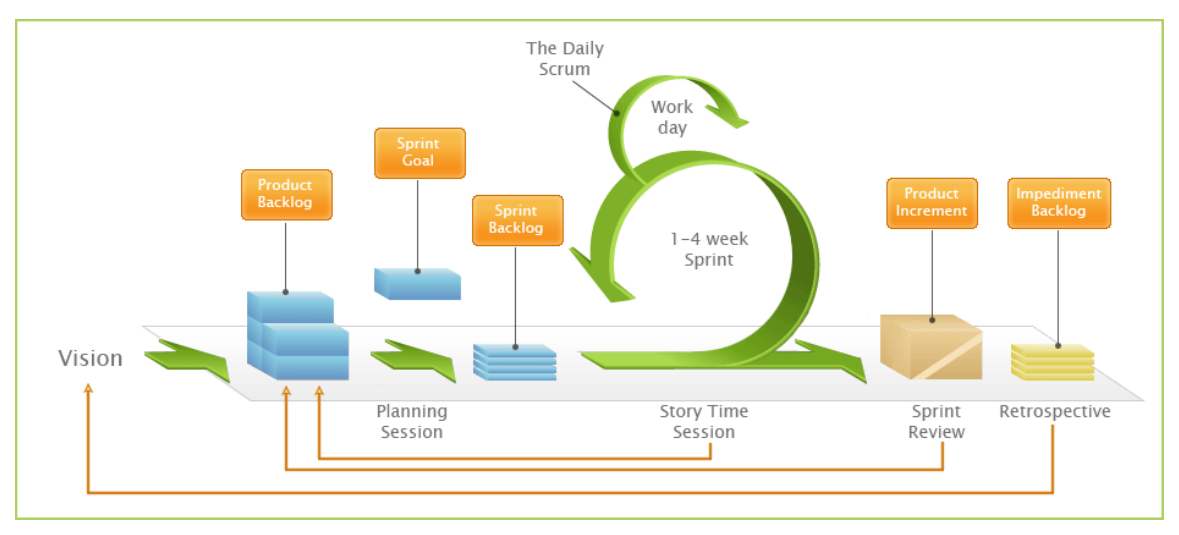 The Daily
Scrum
Work
day
Sprint
Goal
Product
Backlog
Sprint
Backlog
1-4 week
Sprint
Product
Increment
Impediment
Backlog
Vision
Planning
Session
Story Time
Session
Sprint
Review
Retrospective